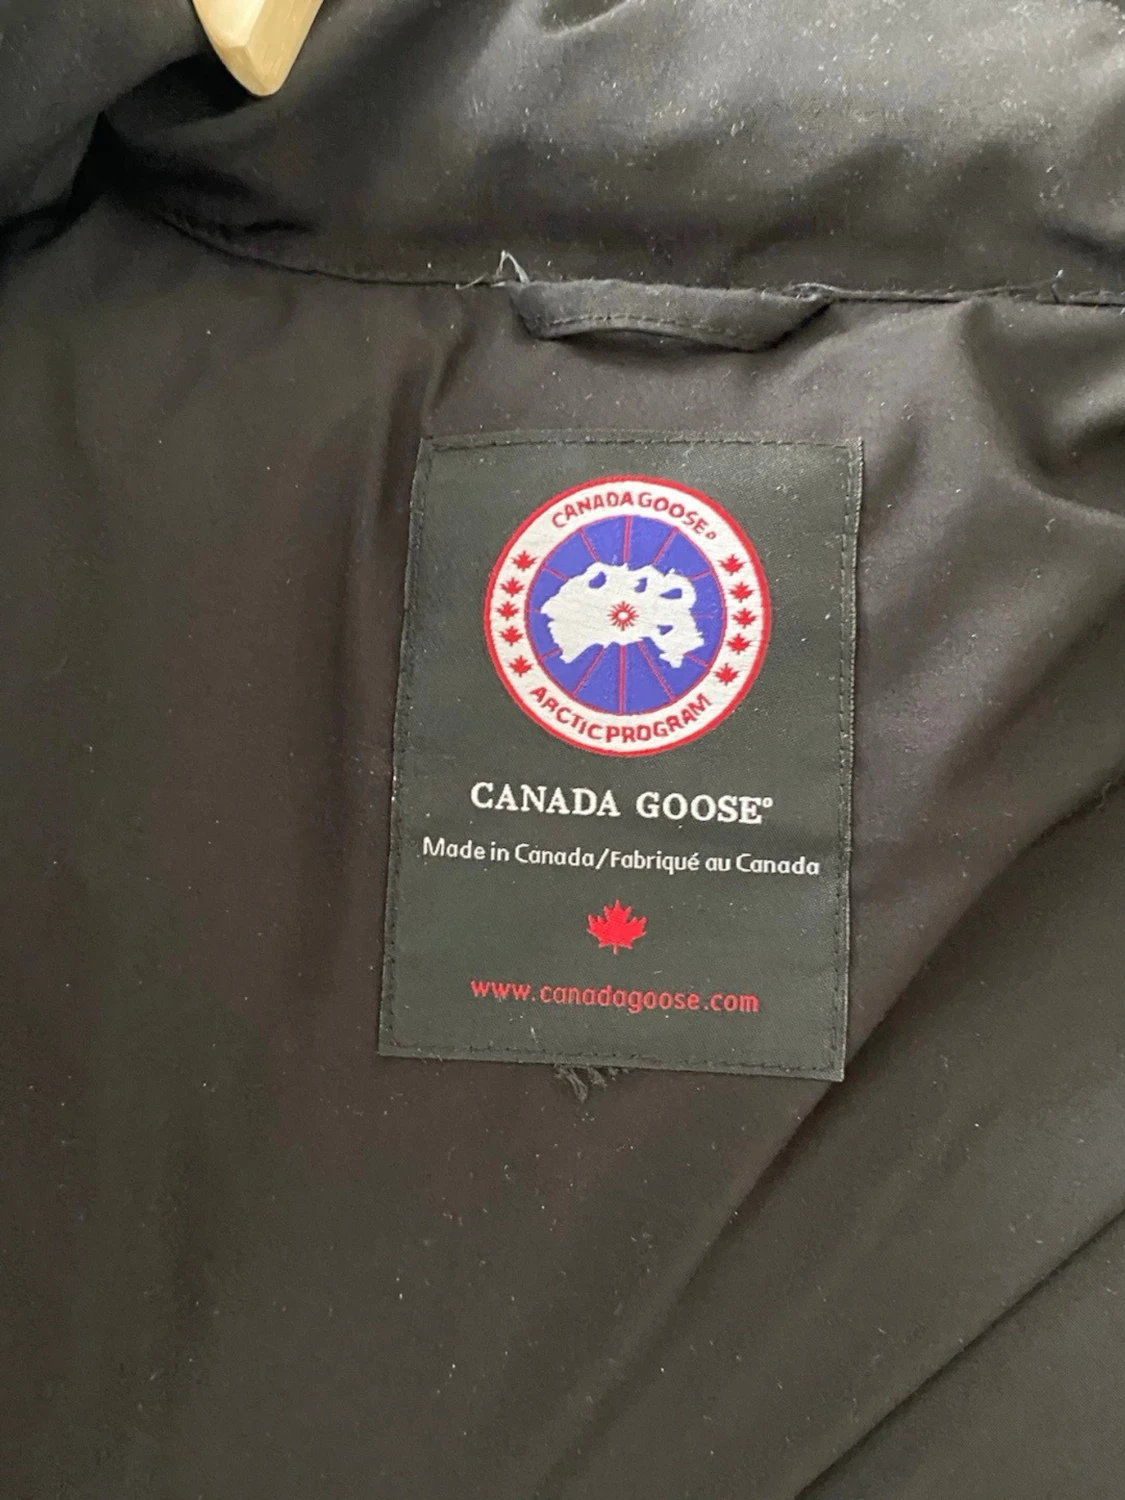 CANADA GOOSE®
ARCTIC PROGRAM
CANADA GOOSE®
Made in Canada/Fabriqué au Canada
www.canadagoose.com